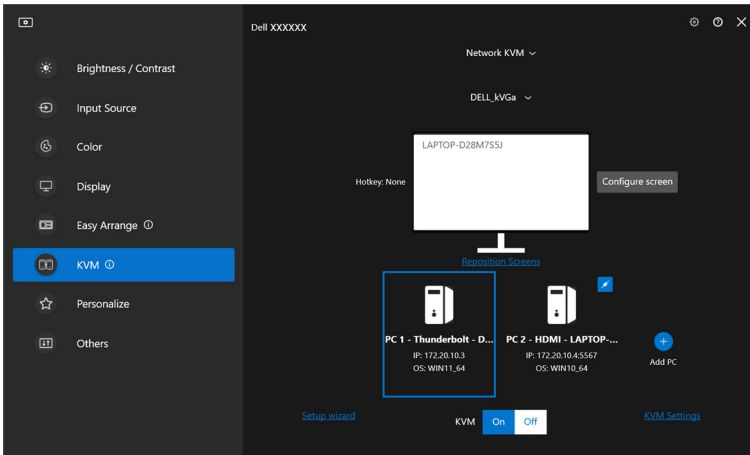 Dell XXXXXX
Brightness / Contrast
Input Source
Color
Display
Easy Arrange
KVM
Personalize
Others
Network KVM
DELL_kVGa
LAPTOP-D28M7S5J
Hotkey: None
Configure screen
Reposition Screens
PC 1 - Thunderbolt - D...
IP: 172.20.10.3
OS: WIN11_64
PC 2 - HDMI - LAPTOP-...
IP: 172.20.10.4:5567
OS: WIN10_64
Add PC
Setup wizard
KVM
On
Off
KVM Settings